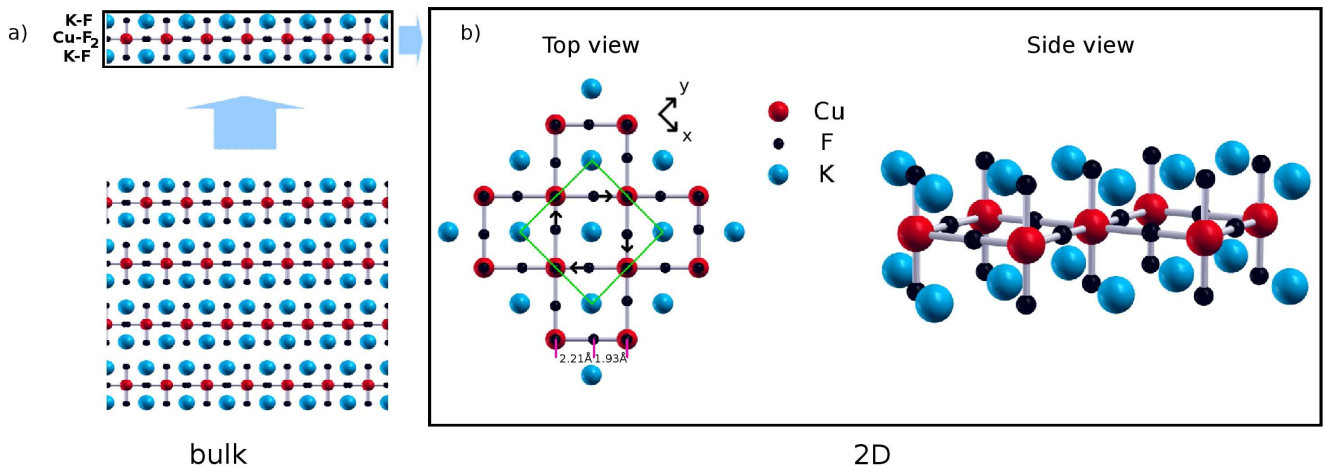 a)
K-F
Cu-F2
K-F
bulk
b)
Top view
Side view
y
x
Cu
F
K
2.21Å 1.93Å
2D